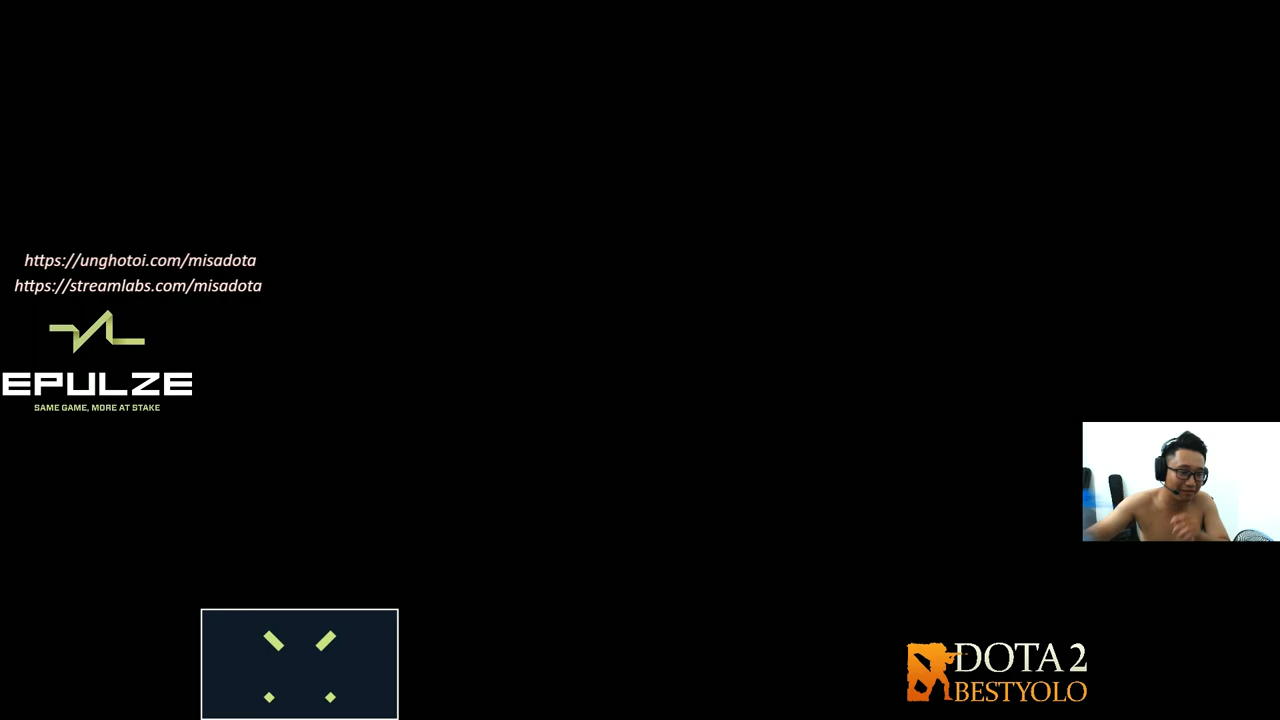 https://unghotoi.com/misadota
https://streamlabs.com/misadota
EPULZE
SAME GAME, MORE AT STAKE
DOTA 2
BESTYOLO